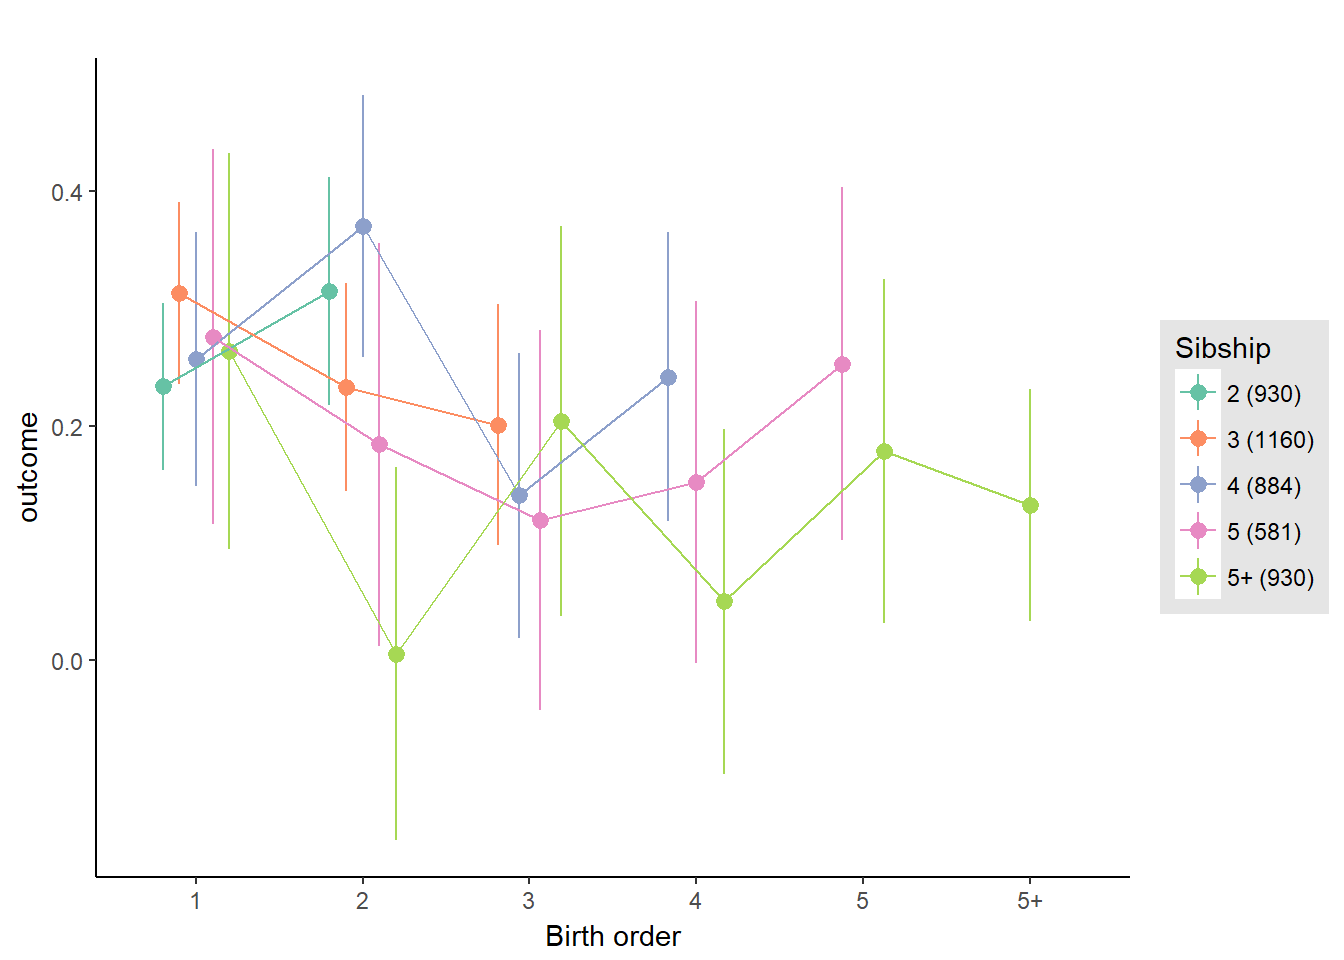 outcome
0.4
0.2
0.0
1 2 3 4 5 5+
Birth order
Sibship
2 (930)
3 (1160)
4 (884)
5 (581)
5+ (930)